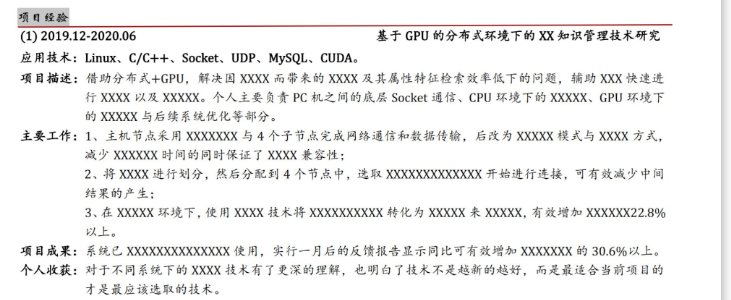 项目经验
(1) 2019.12-2020.06 基于 GPU 的分布式环境下的 XX 知识管理技术研究
应用技术：Linux、C/C++、Socket、UDP、MySQL、CUDA。
项目描述：借助分布式+GPU，解决因 XXXX 而带来的 XXXX 及其属性特征检索效率低下的问题，辅助 XXX 快速进
行 XXXX 以及 XXXXX。个人主要负责 PC 机之间的底层 Socket 通信、CPU 环境下的 XXXXX、GPU 环境下
的 XXXXX 与后续系统优化等部分。
主要工作：1、主机节点采用 XXXXXXX 与 4 个子节点完成网络通信和数据传输，后改为 XXXXX 模式与 XXXX 方式，
减少 XXXXXX 时间的同时保证了 XXXX 兼容性；
2、将 XXXX 进行划分，然后分配到 4 个节点中，选取 XXXXXXXXXXXXX 开始进行连接，可有效减少中间
结果的产生；
3、在 XXXXX 环境下，使用 XXXX 技术将 XXXXXXXXXX 转化为 XXXXX 来 XXXXX，有效增加 XXXXXX22.8%
以上。
项目成果：系统已 XXXXXXXXXXXXXX 使用，实行一月后的反馈报告显示同比可有效增加 XXXXXXX 的 30.6%以上。
个人收获：对于不同系统下的 XXXX 技术有了更深的理解，也明白了技术不是越新的越好，而是最适合当前项目的
才是最应该选取的技术。